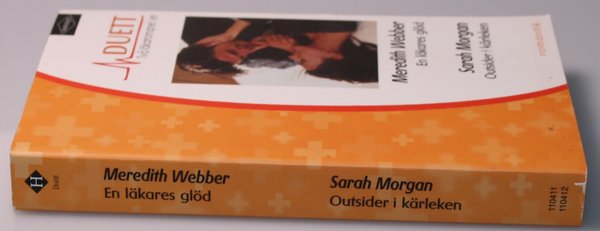 DUETT
Meredith Webber
En läkares glöd
Sarah Morgan
Outsider i kärleken
romantik
H
Duett
Meredith Webber
En läkares glöd
Sarah Morgan
Outsider i kärleken
110411
110412